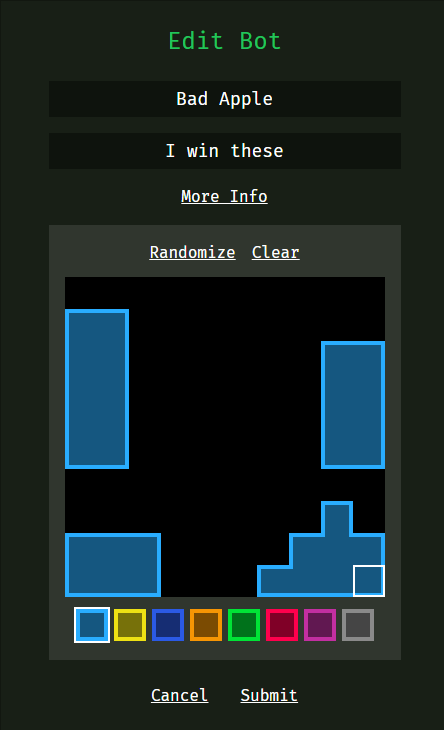 Edit Bot
Bad Apple
I win these
More Info
Randomize Clear
Cancel Submit